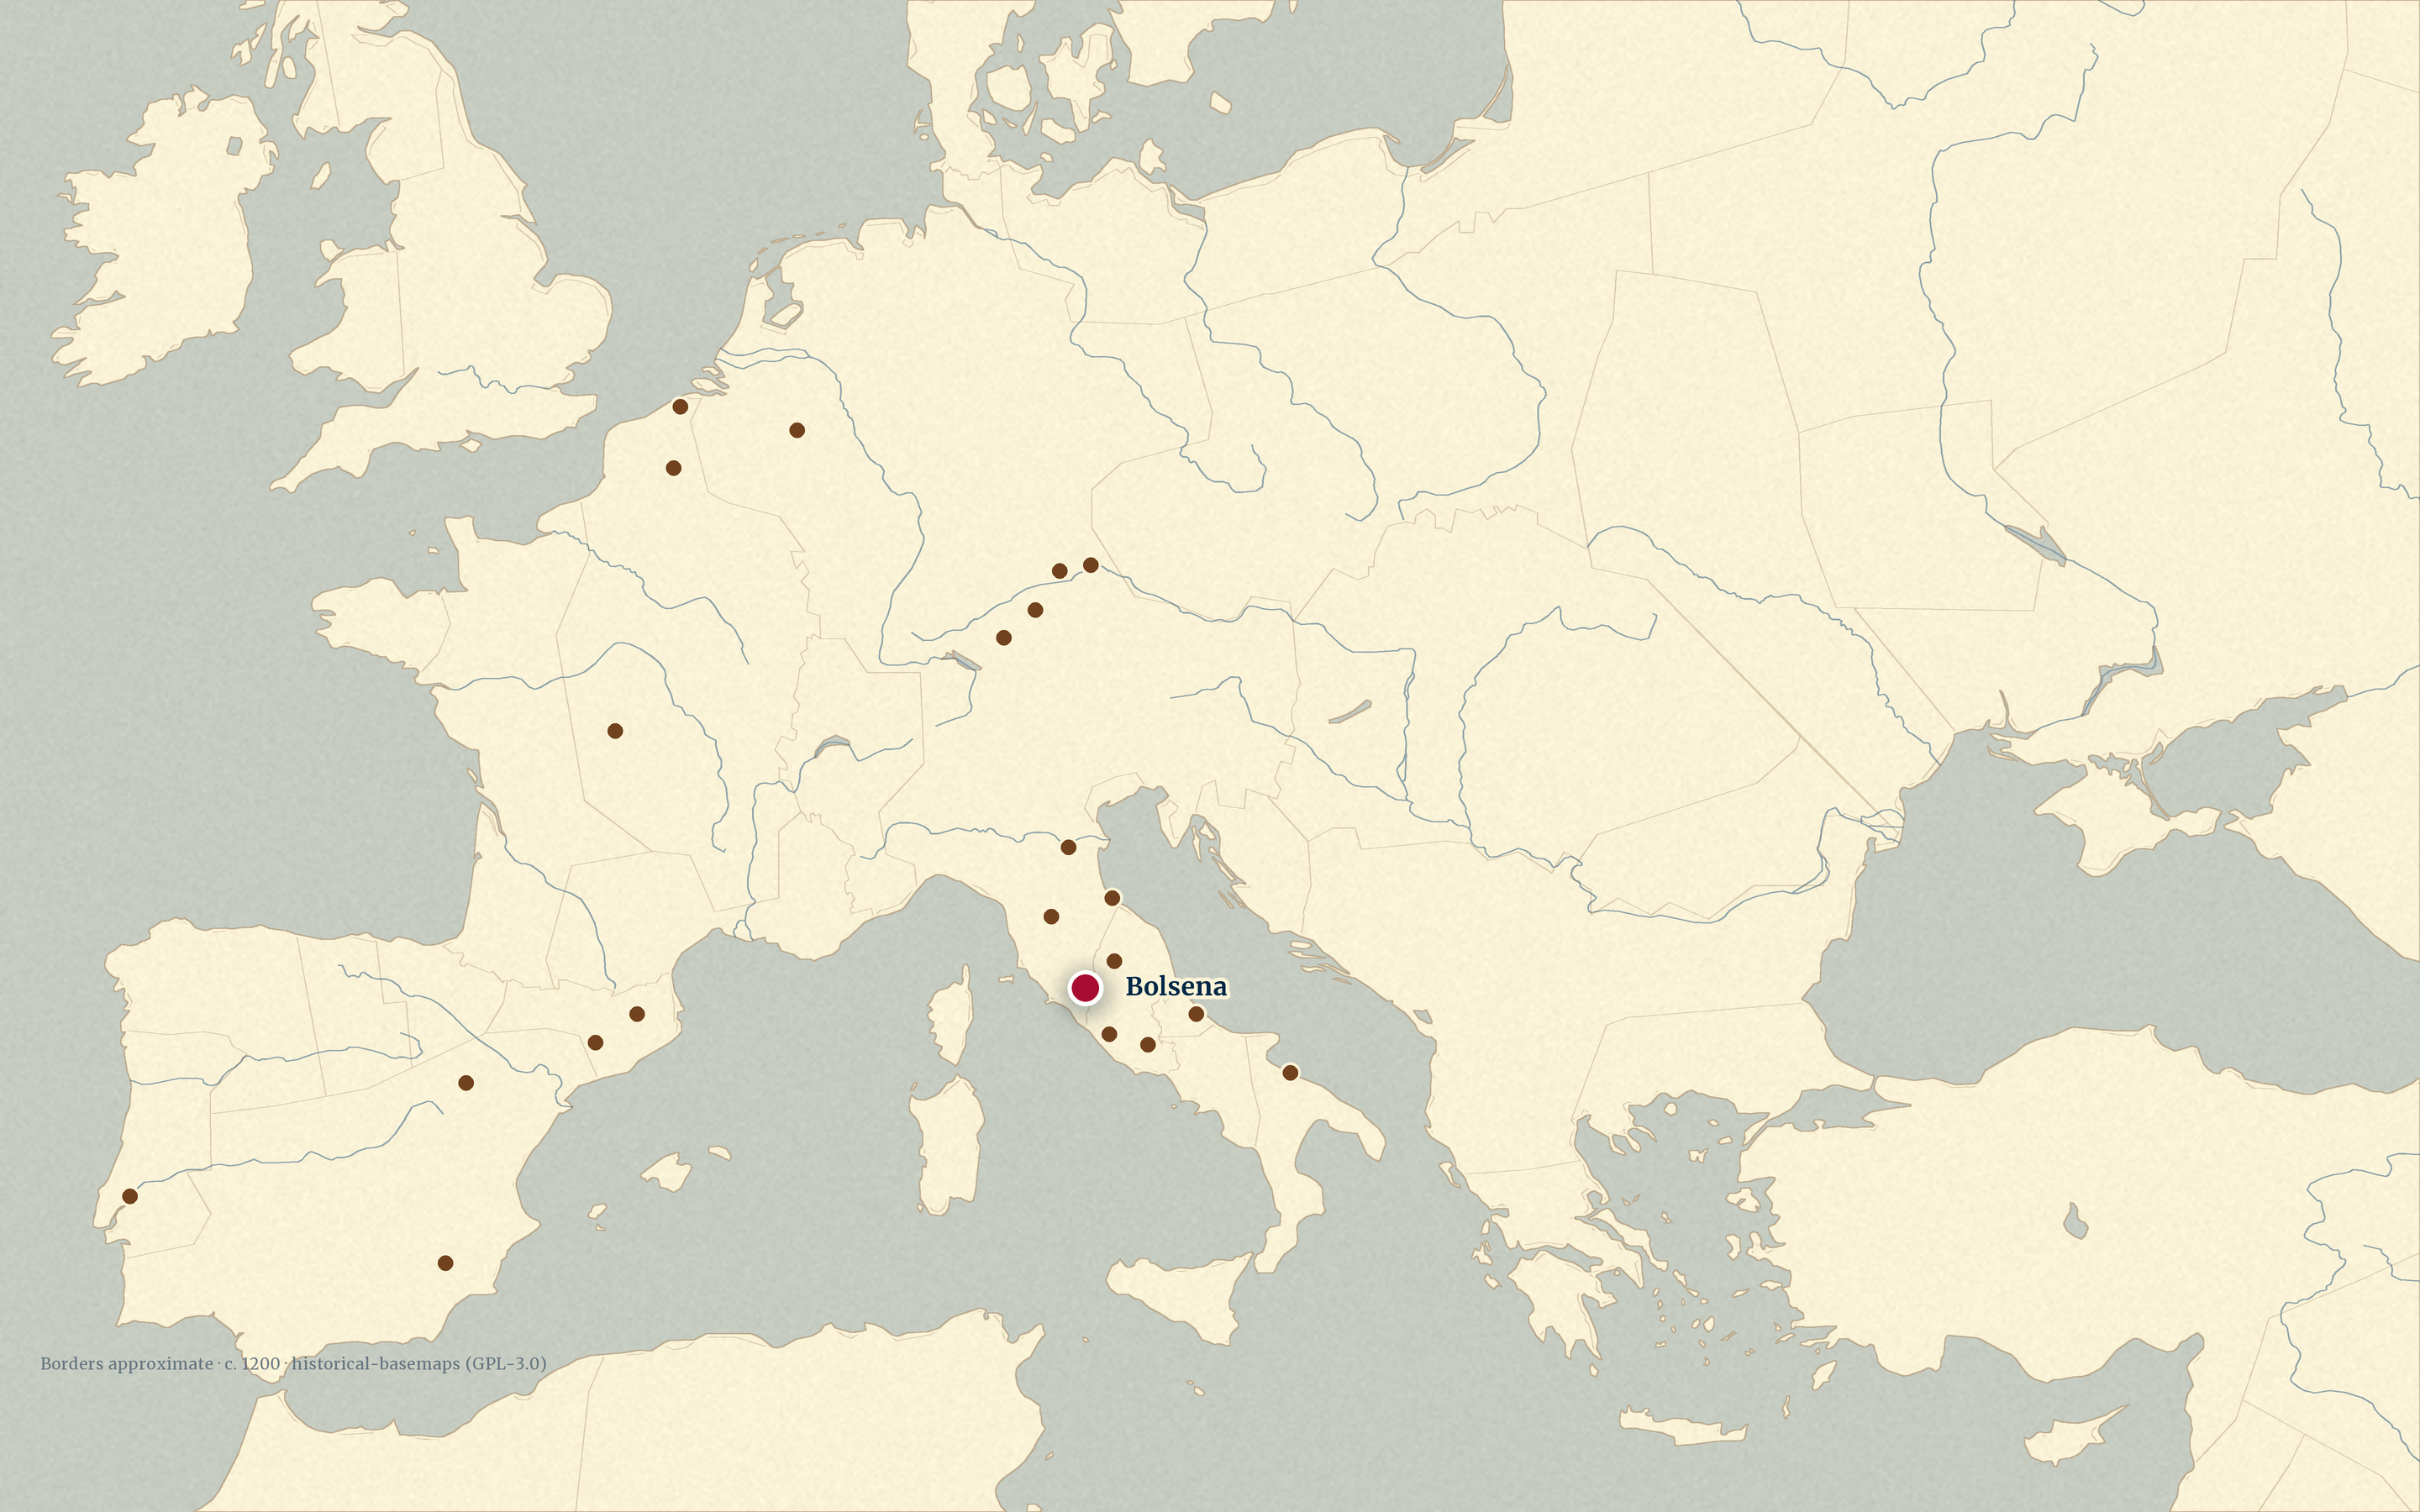 Bolsena
Borders approximate · c. 1200 · historical-basemaps (GPL-3.0)